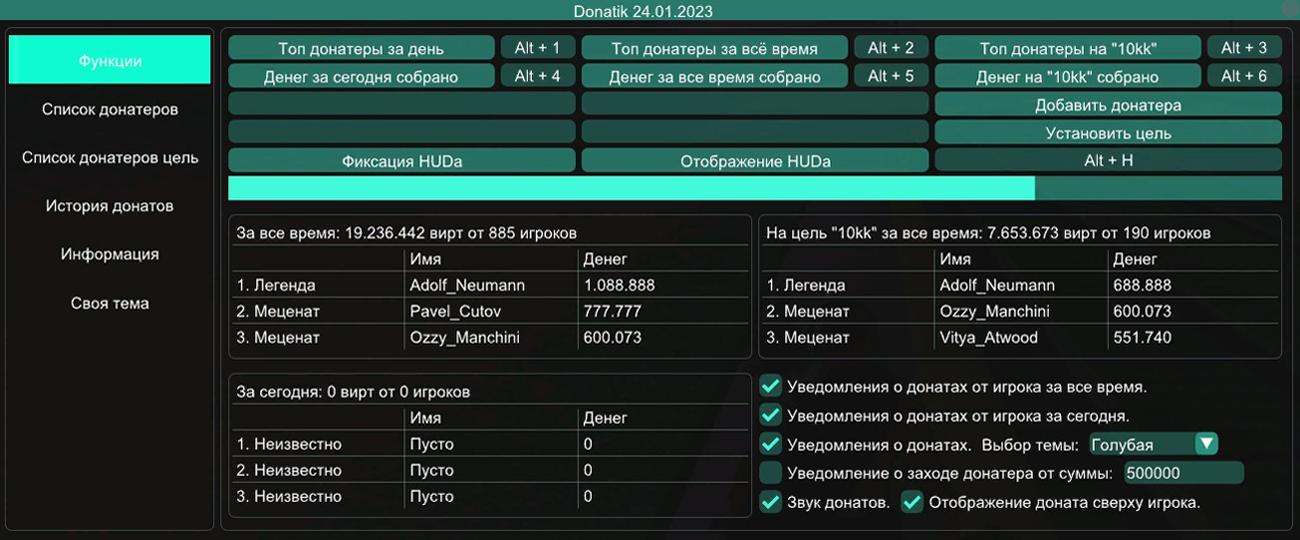 Donatik 24.01.2023
Функции
Список донатеров
Список донатеров цель
История донатов
Информация
Своя тема
Топ донатеры за день Alt + 1 Топ донатеры за всё время Alt + 2 Топ донатеры на "10kk" Alt + 3
Денег за сегодня собрано Alt + 4 Денег за все время собрано Alt + 5 Денег на "10kk" собрано Alt + 6
Добавить донатера
Установить цель
Фиксация HUDа Отображение HUDа Alt + H
За все время: 19.236.442 вирт от 885 игроков
Имя Денег
1. Легенда Adolf_Neumann 1.088.888
2. Меценат Pavel_Cutov 777.777
3. Меценат Ozzy_Manchini 600.073
На цель "10kk" за все время: 7.653.673 вирт от 190 игроков
Имя Денег
1. Легенда Adolf_Neumann 688.888
2. Меценат Ozzy_Manchini 600.073
3. Меценат Vitya_Atwood 551.740
За сегодня: 0 вирт от 0 игроков
Имя Денег
1. Неизвестно Пусто 0
2. Неизвестно Пусто 0
3. Неизвестно Пусто 0
Уведомления о донатах от игрока за все время.
Уведомления о донатах от игрока за сегодня.
Уведомления о донатах. Выбор темы: Голубая
Уведомление о заходе донатера от суммы: 500000
Звук донатов. Отображение доната сверху игрока.